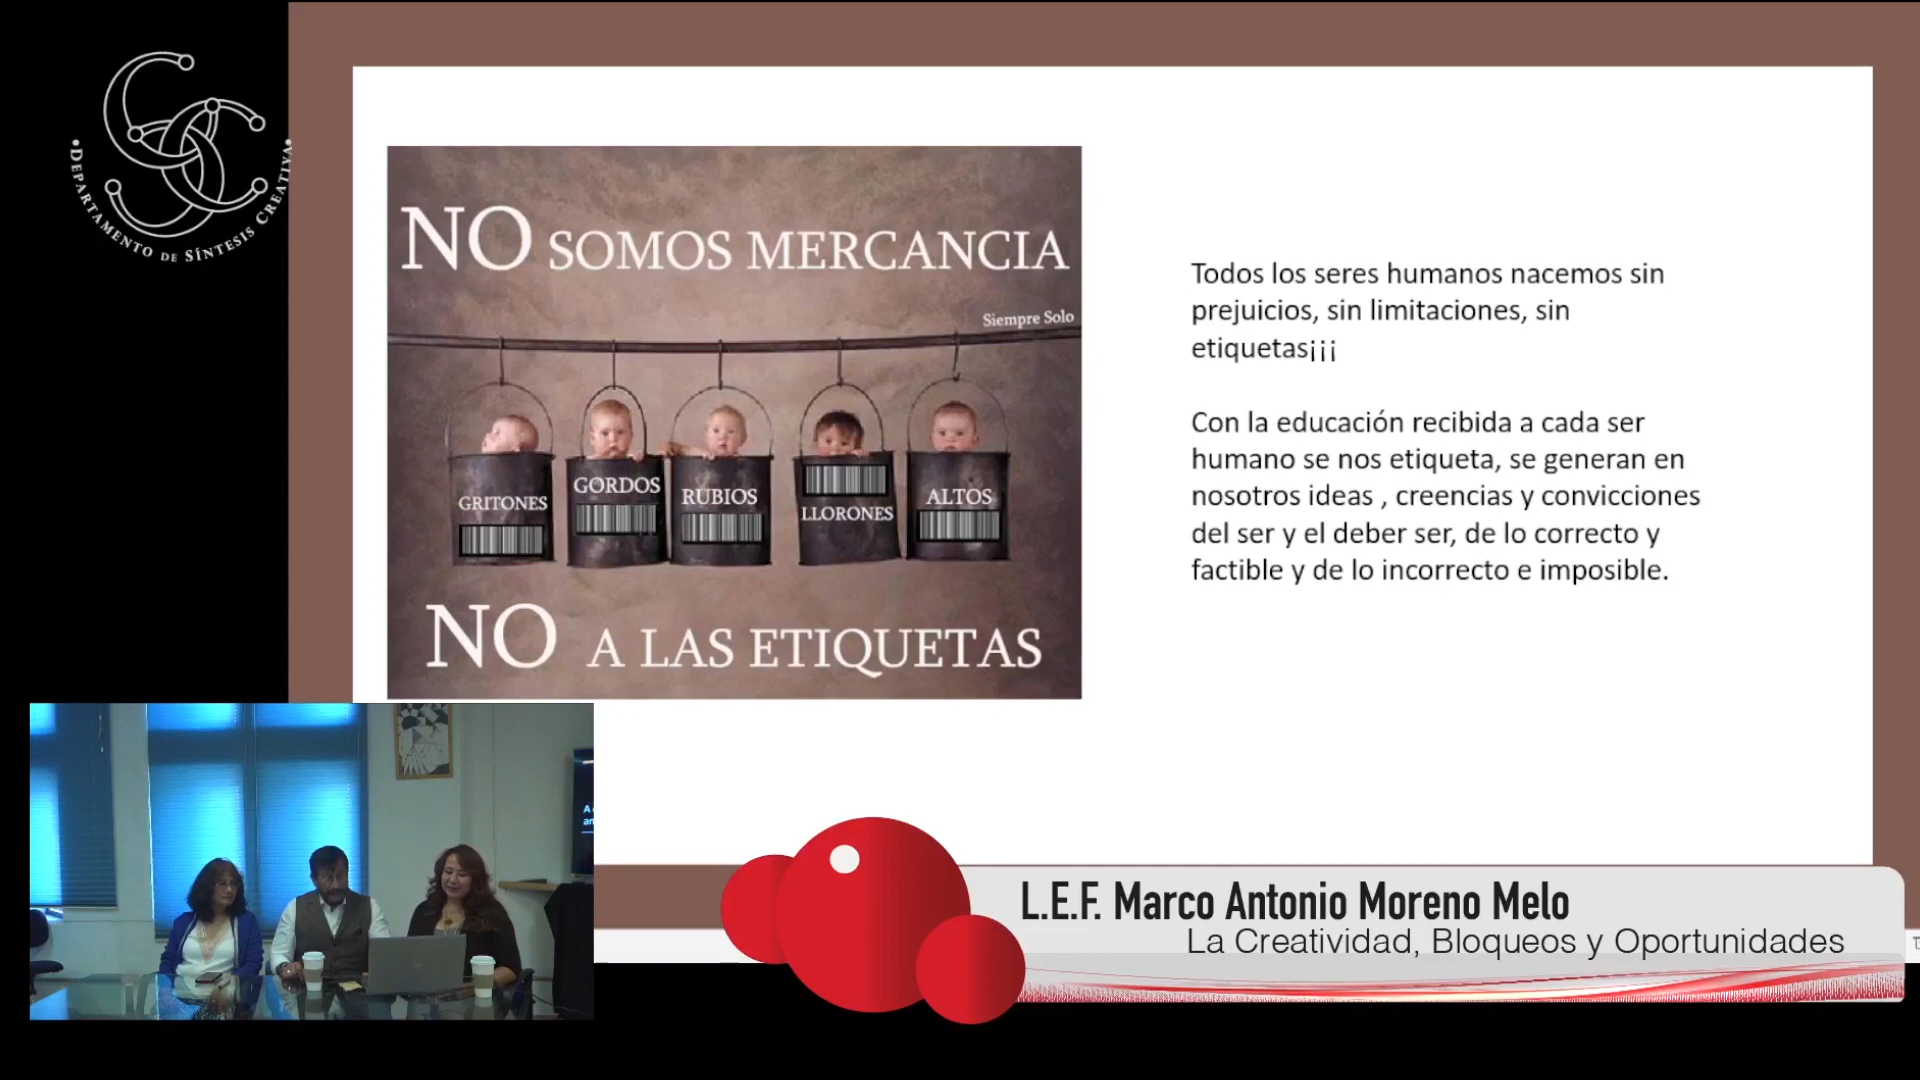 •DEPARTAMENTO DE SÍNTESIS CREATIVA•
NO SOMOS MERCANCIA
Siempre Solo
GRITONES
GORDOS
RUBIOS
LLORONES
ALTOS
NO A LAS ETIQUETAS
Todos los seres humanos nacemos sin
prejuicios, sin limitaciones, sin
etiquetas¡¡¡
Con la educación recibida a cada ser
humano se nos etiqueta, se generan en
nosotros ideas , creencias y convicciones
del ser y el deber ser, de lo correcto y
factible y de lo incorrecto e imposible.
L.E.F. Marco Antonio Moreno Melo
La Creatividad, Bloqueos y Oportunidades